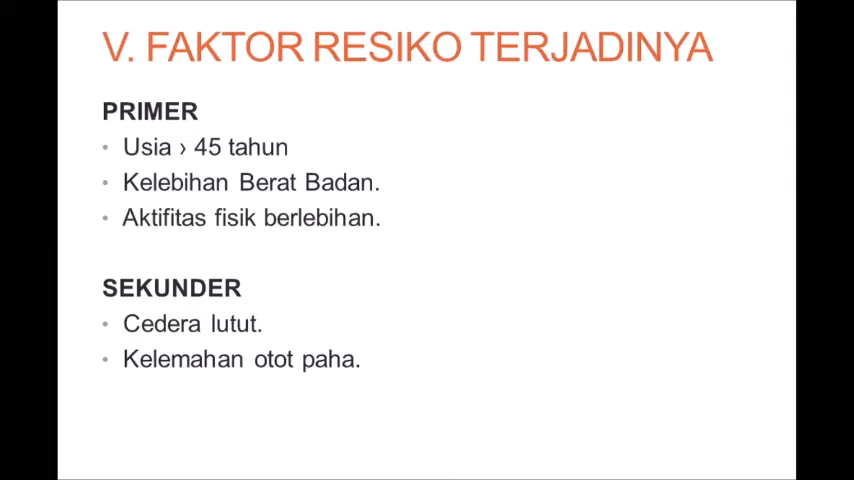 V. FAKTOR RESIKO TERJADINYA
PRIMER
• Usia › 45 tahun
• Kelebihan Berat Badan.
• Aktifitas fisik berlebihan.
SEKUNDER
• Cedera lutut.
• Kelemahan otot paha.